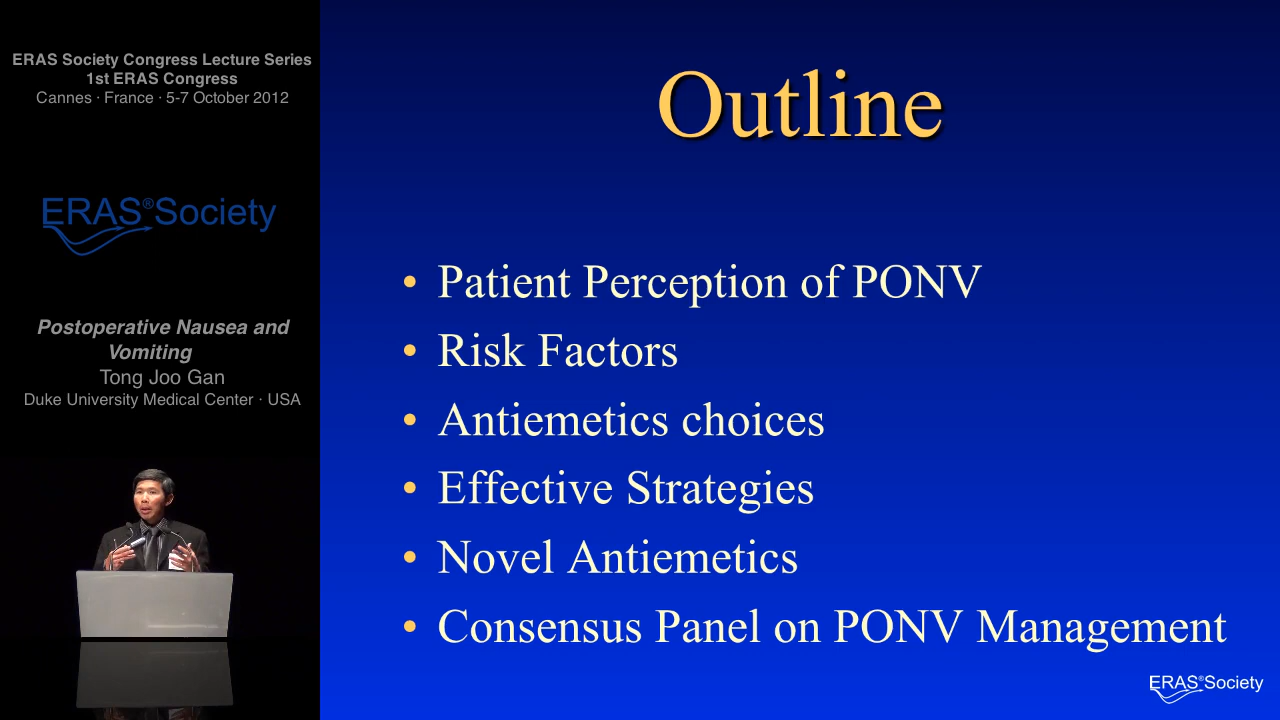 ERAS Society Congress Lecture Series
1st ERAS Congress
Cannes · France · 5-7 October 2012
ERAS®Society
Postoperative Nausea and
Vomiting
Tong Joo Gan
Duke University Medical Center · USA
Outline
• Patient Perception of PONV
• Risk Factors
• Antiemetics choices
• Effective Strategies
• Novel Antiemetics
• Consensus Panel on PONV Management
ERAS®Society